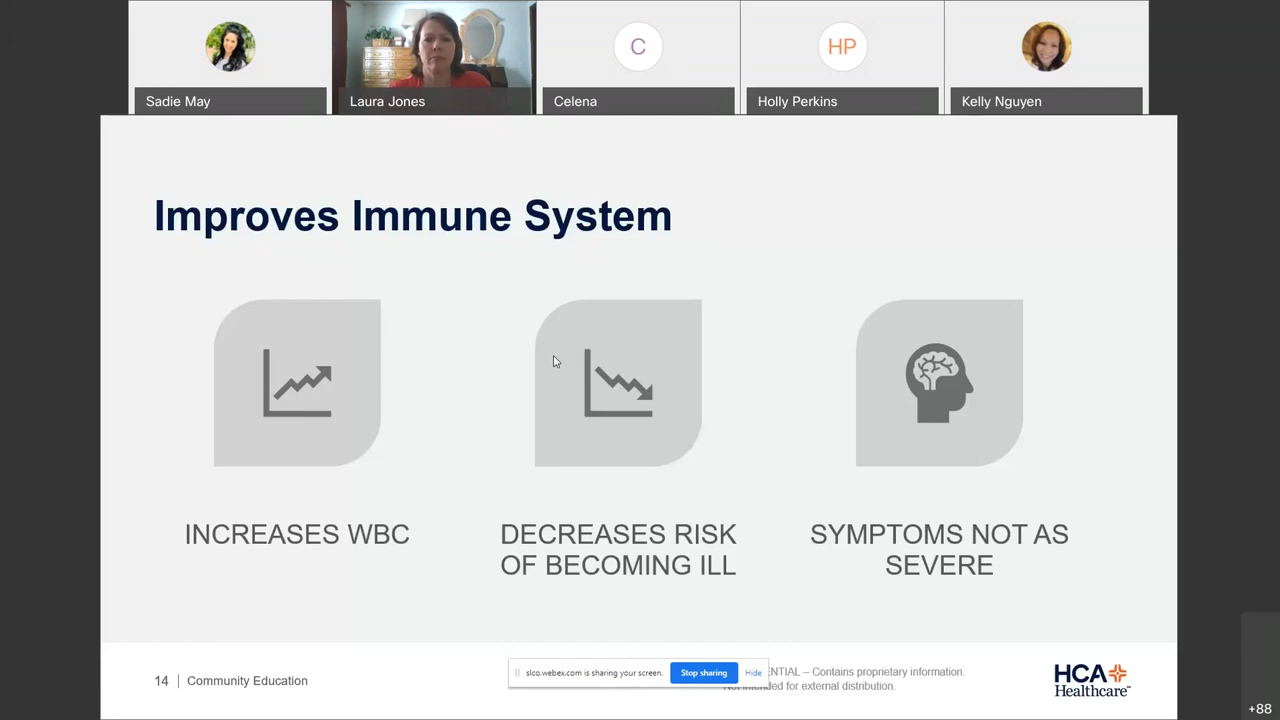 Sadie May
Laura Jones
C
Celena
HP
Holly Perkins
Kelly Nguyen
Improves Immune System
INCREASES WBC
DECREASES RISK
OF BECOMING ILL
SYMPTOMS NOT AS
SEVERE
14 | Community Education
slco.webex.com is sharing your screen.
Stop sharing
Hide
– Contains proprietary information.
for external distribution.
HCA
Healthcare™
+88